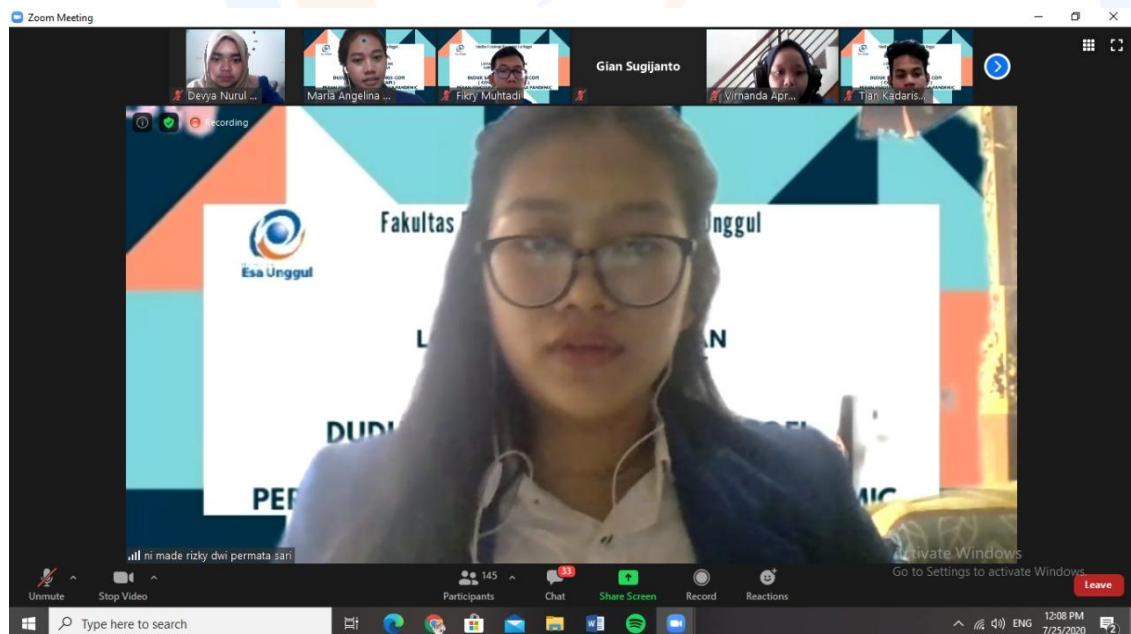 Zoom Meeting
Gian Sugijanto
Devya Nurul ...
Maria Angelina ...
Fikry Muhtadi
Virnanda Apr...
Tian Kadaris...
Recording
Fakultas
nggul
Esa Unggul
DUDU
PER
MIC
ni made rizky dwi permata sari
Activate Windows
Go to Settings to activate Windows.
Unmute
Stop Video
145
Participants
33
Chat
Share Screen
Record
Reactions
Leave
Type here to search
ENG
12:08 PM
7/25/2020
2